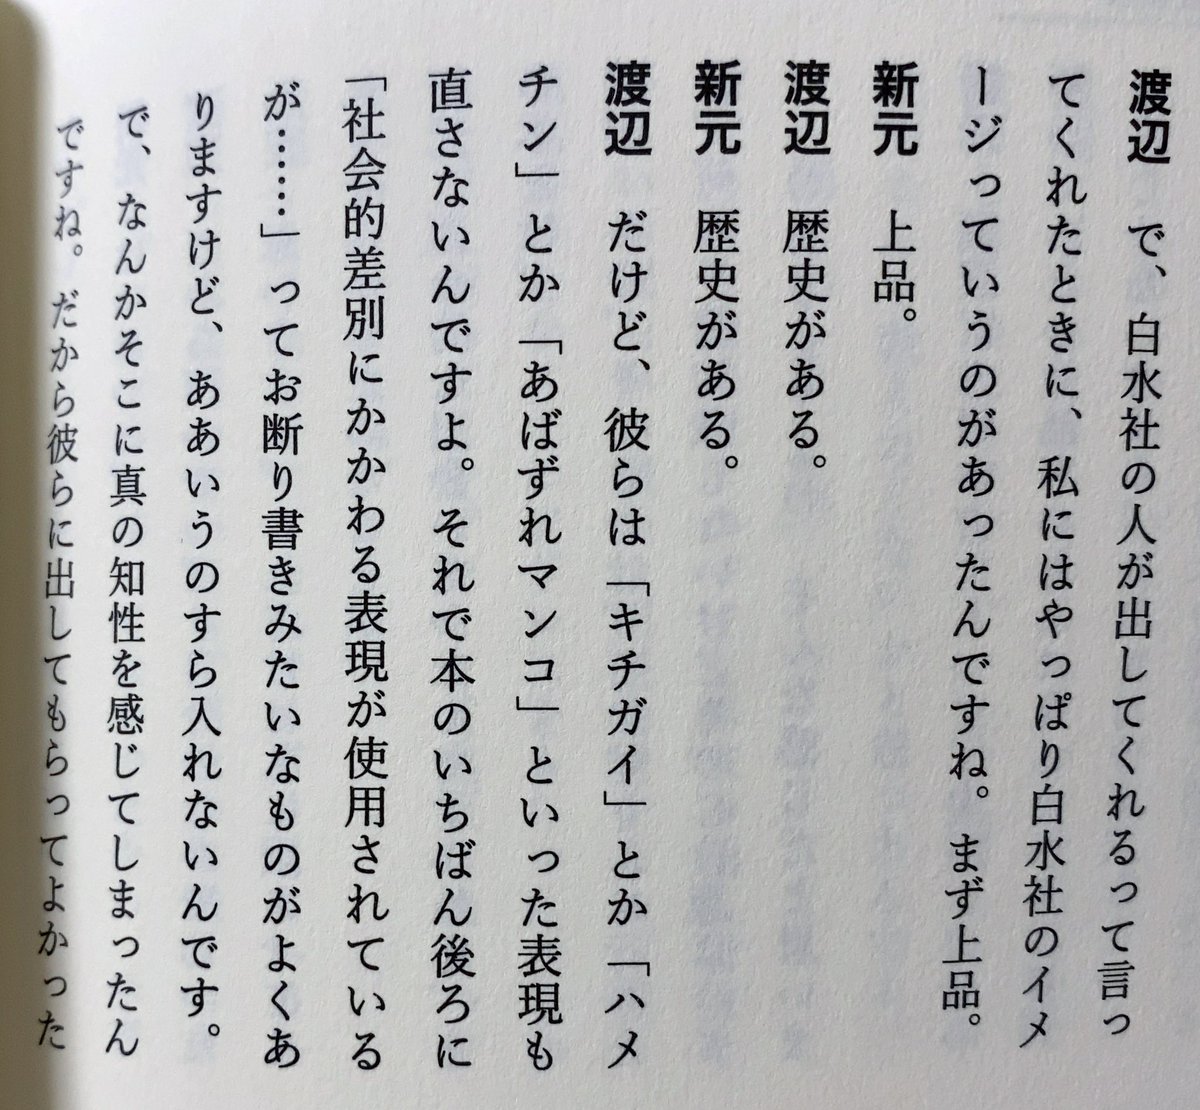 渡辺　で、白水社の人が出してくれるって言っ
てくれたときに、私にはやっぱり白水社のイメ
ージっていうのがあったんですね。まず上品。
新元　上品。
渡辺　歴史がある。
新元　歴史がある。
渡辺　だけど、彼らは「キチガイ」とか「ハメ
チン」とか「あばずれマンコ」といった表現も
直さないんですよ。それで本のいちばん後ろに
「社会的差別にかかわる表現が使用されている
が……」ってお断り書きみたいなものがよくあ
りますけど、ああいうのすら入れないんです。
で、なんかそこに真の知性を感じてしまったん
ですね。だから彼らに出してもらってよかった